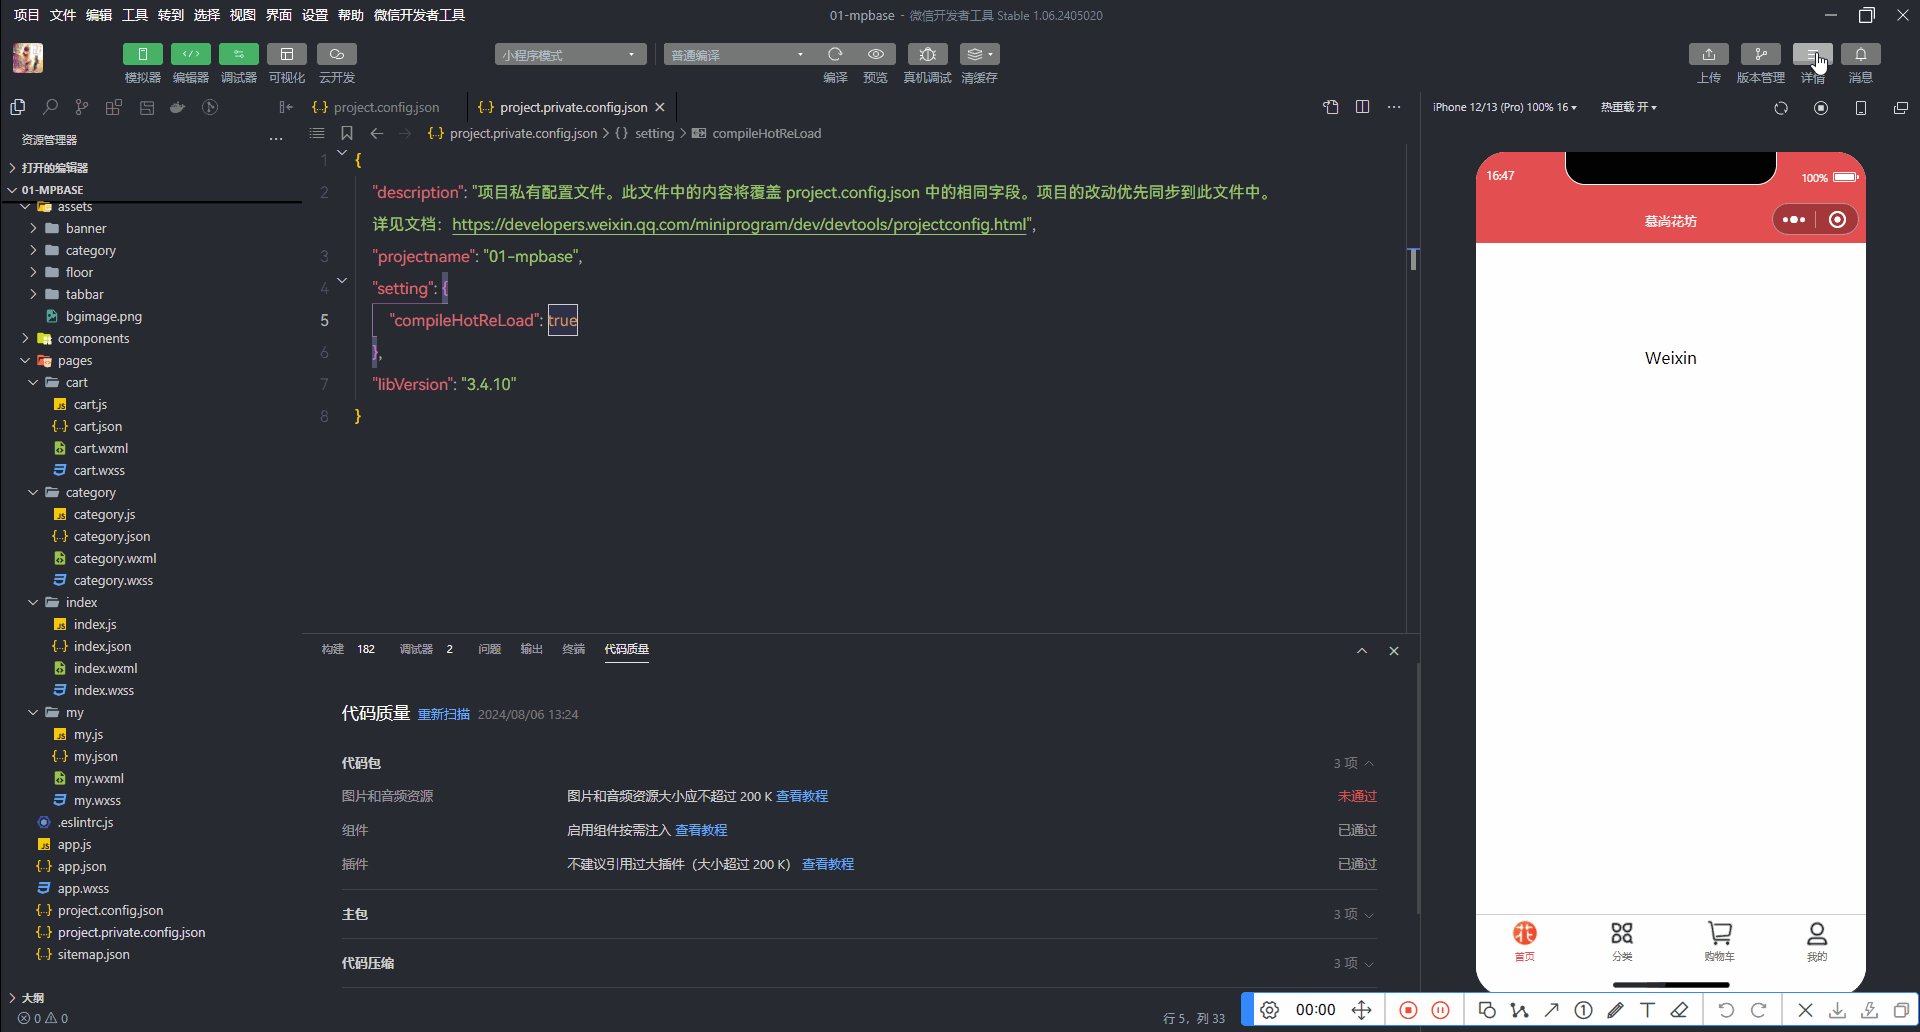 项目 文件 编辑 工具 转到 选择 视图 界面 设置 帮助 微信开发者工具
01-mpbase - 微信开发者工具 Stable 1.06.2405020
模拟器 编辑器 调试器 可视化 云开发
小程序模式
普通编译
编译 预览 真机调试 清缓存
上传 版本管理 详情 消息
资源管理器
打开的编辑器
01-MPBASE
assets
banner
category
floor
tabbar
bgimage.png
components
pages
cart
cart.js
cart.json
cart.wxml
cart.wxss
category
category.js
category.json
category.wxml
category.wxss
index
index.js
index.json
index.wxml
index.wxss
my
my.js
my.json
my.wxml
my.wxss
.eslintrc.js
app.js
app.json
app.wxss
project.config.json
project.private.config.json
sitemap.json
大纲
0 0
project.config.json
project.private.config.json
project.private.config.json > {} setting > compileHotReLoad
1 {
2 "description": "项目私有配置文件。此文件中的内容将覆盖 project.config.json 中的相同字段。项目的改动优先同步到此文件中。
详见文档：https://developers.weixin.qq.com/miniprogram/dev/devtools/projectconfig.html",
3 "projectname": "01-mpbase",
4 "setting": {
5 "compileHotReLoad": true
6 },
7 "libVersion": "3.4.10"
8 }
构建 182 调试器 2 问题 输出 终端 代码质量
代码质量 重新扫描 2024/08/06 13:24
代码包 3 项
图片和音频资源 图片和音频资源大小应不超过 200 K 查看教程 未通过
组件 启用组件按需注入 查看教程 已通过
插件 不建议引用过大插件（大小超过 200 K） 查看教程 已通过
主包 3 项
代码压缩 3 项
行 5，列 33
iPhone 12/13 (Pro) 100% 16 热重载 开
16:47 100%
慕尚花坊
Weixin
花
首页 分类 购物车 我的
00:00